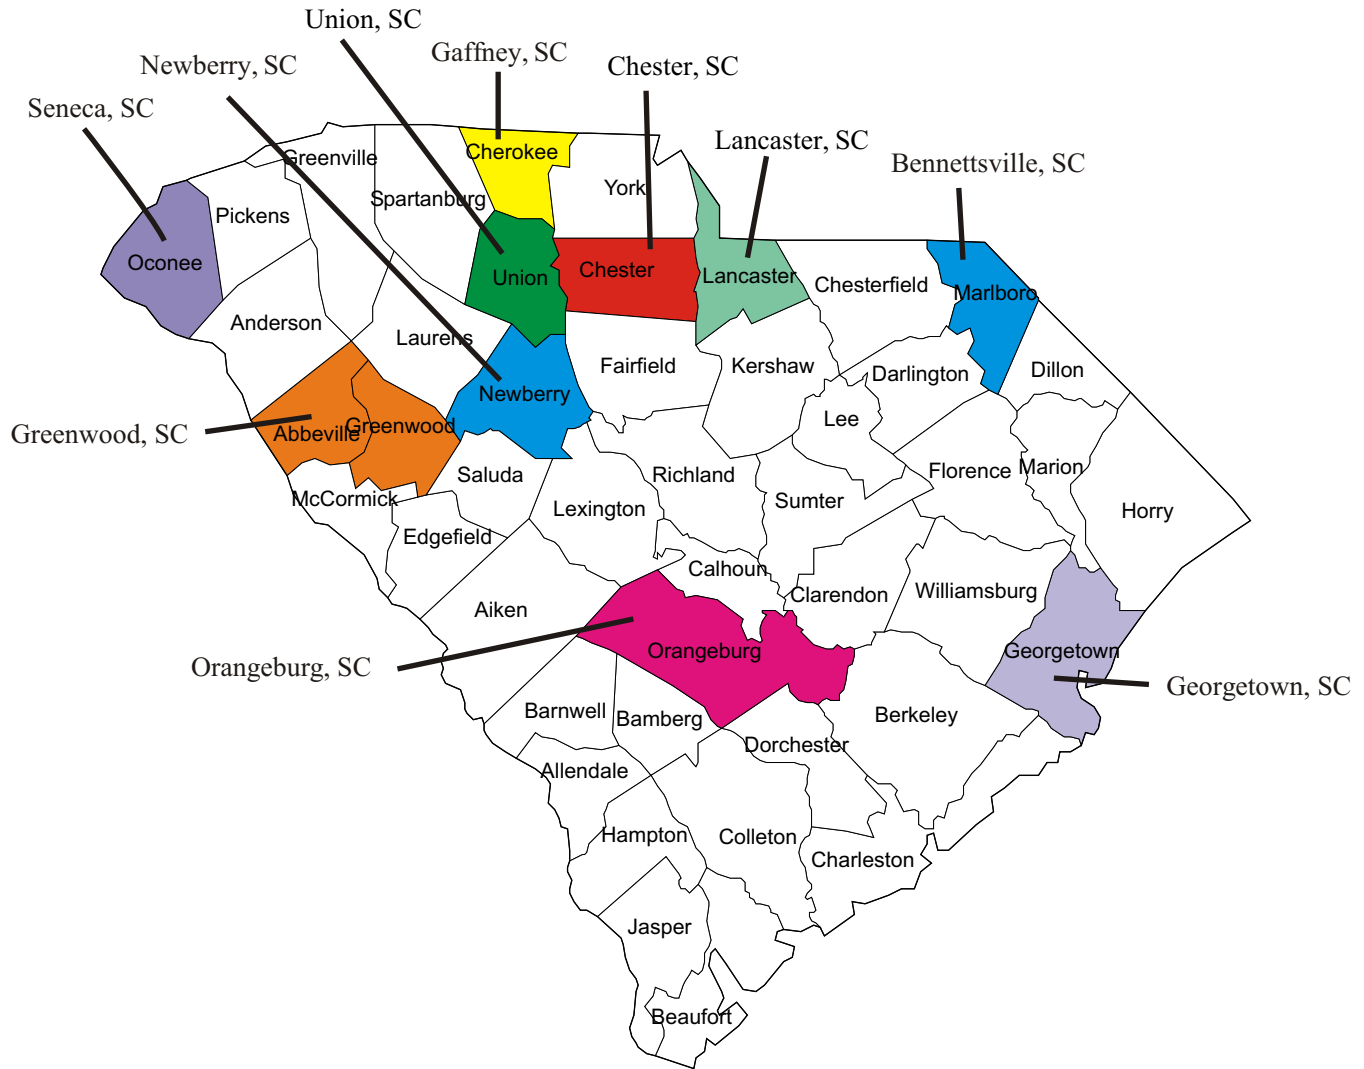 Union, SC
Gaffney, SC
Newberry, SC
Chester, SC
Seneca, SC
Lancaster, SC
Bennettsville, SC
Greenville
Cherokee
York
Spartanburg
Pickens
Oconee
Union
Chester
Lancaster
Chesterfield
Marlboro
Anderson
Laurens
Fairfield
Kershaw
Darlington
Dillon
Newberry
Lee
Greenwood, SC
Abbeville
Greenwood
Saluda
Richland
Florence
Marion
McCormick
Lexington
Sumter
Horry
Edgefield
Calhoun
Clarendon
Williamsburg
Aiken
Orangeburg, SC
Orangeburg
Georgetown
Georgetown, SC
Barnwell
Bamberg
Berkeley
Dorchester
Allendale
Hampton
Colleton
Charleston
Jasper
Beaufort